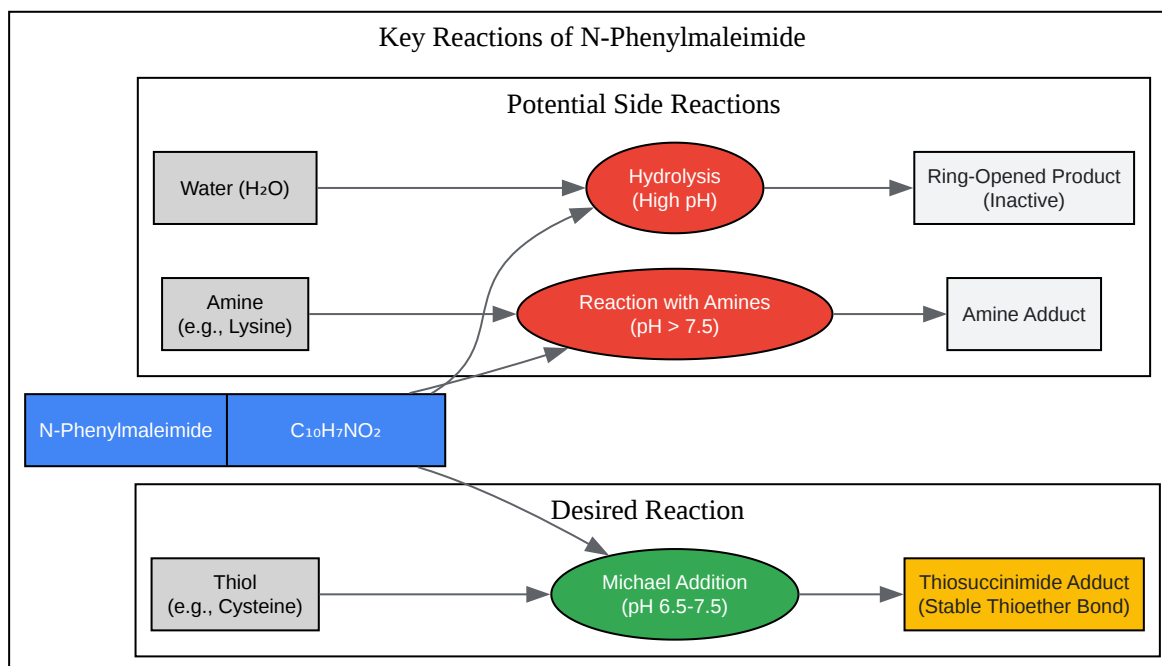 Key Reactions of N-Phenylmaleimide
Potential Side Reactions
Water (H₂O)
Hydrolysis
(High pH)
Ring-Opened Product
(Inactive)
Amine
(e.g., Lysine)
Reaction with Amines
(pH > 7.5)
Amine Adduct
N-Phenylmaleimide
C₁₀H₇NO₂
Desired Reaction
Thiol
(e.g., Cysteine)
Michael Addition
(pH 6.5-7.5)
Thiosuccinimide Adduct
(Stable Thioether Bond)